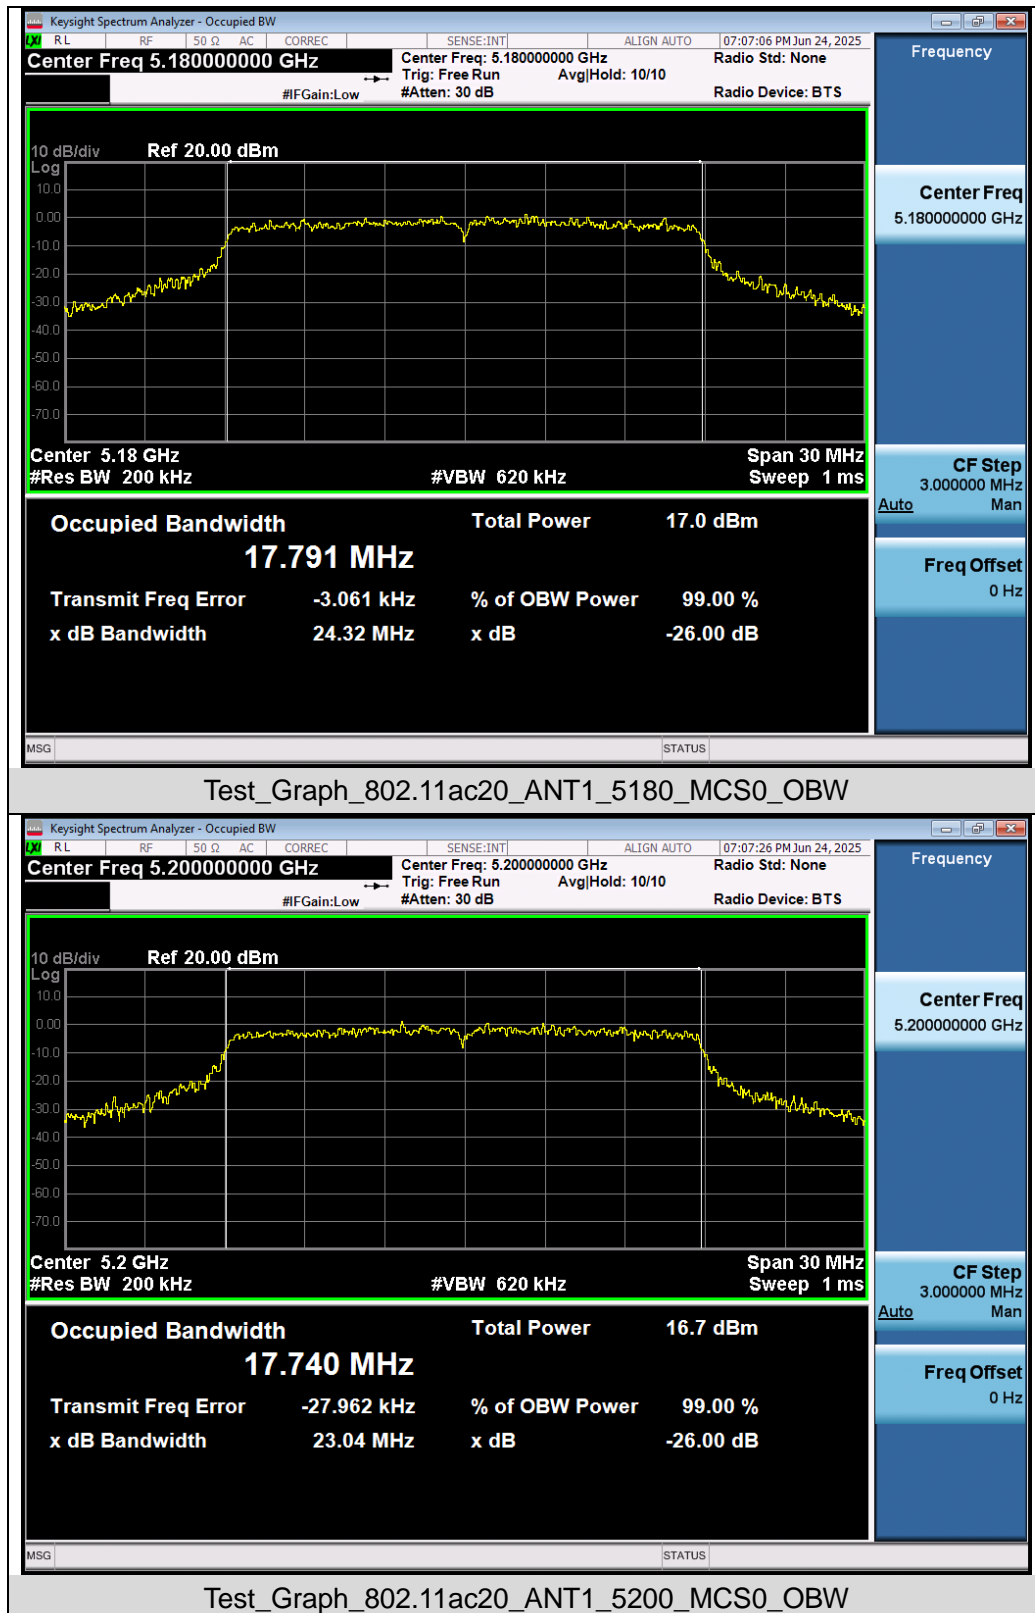 Keysight Spectrum Analyzer - Occupied BW
LXI RL RF 50 Ω AC CORREC SENSE:INT ALIGN AUTO 07:07:06 PM Jun 24, 2025
Center Freq 5.180000000 GHz
Center Freq: 5.180000000 GHz
Radio Std: None
Trig: Free Run Avg|Hold: 10/10
#IFGain:Low
#Atten: 30 dB
Radio Device: BTS
Frequency
10 dB/div Ref 20.00 dBm
Log
10.0
0.00
-10.0
-20.0
-30.0
-40.0
-50.0
-60.0
-70.0
Center 5.18 GHz Span 30 MHz
#Res BW 200 kHz #VBW 620 kHz Sweep 1 ms
Center Freq
5.180000000 GHz
CF Step
3.000000 MHz
Auto Man
Freq Offset
0 Hz
Occupied Bandwidth Total Power 17.0 dBm
17.791 MHz
Transmit Freq Error -3.061 kHz % of OBW Power 99.00 %
x dB Bandwidth 24.32 MHz x dB -26.00 dB
MSG STATUS
Test_Graph_802.11ac20_ANT1_5180_MCS0_OBW
Keysight Spectrum Analyzer - Occupied BW
LXI RL RF 50 Ω AC CORREC SENSE:INT ALIGN AUTO 07:07:26 PM Jun 24, 2025
Center Freq 5.200000000 GHz
Center Freq: 5.200000000 GHz
Radio Std: None
Trig: Free Run Avg|Hold: 10/10
#IFGain:Low
#Atten: 30 dB
Radio Device: BTS
Frequency
10 dB/div Ref 20.00 dBm
Log
10.0
0.00
-10.0
-20.0
-30.0
-40.0
-50.0
-60.0
-70.0
Center 5.2 GHz Span 30 MHz
#Res BW 200 kHz #VBW 620 kHz Sweep 1 ms
Center Freq
5.200000000 GHz
CF Step
3.000000 MHz
Auto Man
Freq Offset
0 Hz
Occupied Bandwidth Total Power 16.7 dBm
17.740 MHz
Transmit Freq Error -27.962 kHz % of OBW Power 99.00 %
x dB Bandwidth 23.04 MHz x dB -26.00 dB
MSG STATUS
Test_Graph_802.11ac20_ANT1_5200_MCS0_OBW